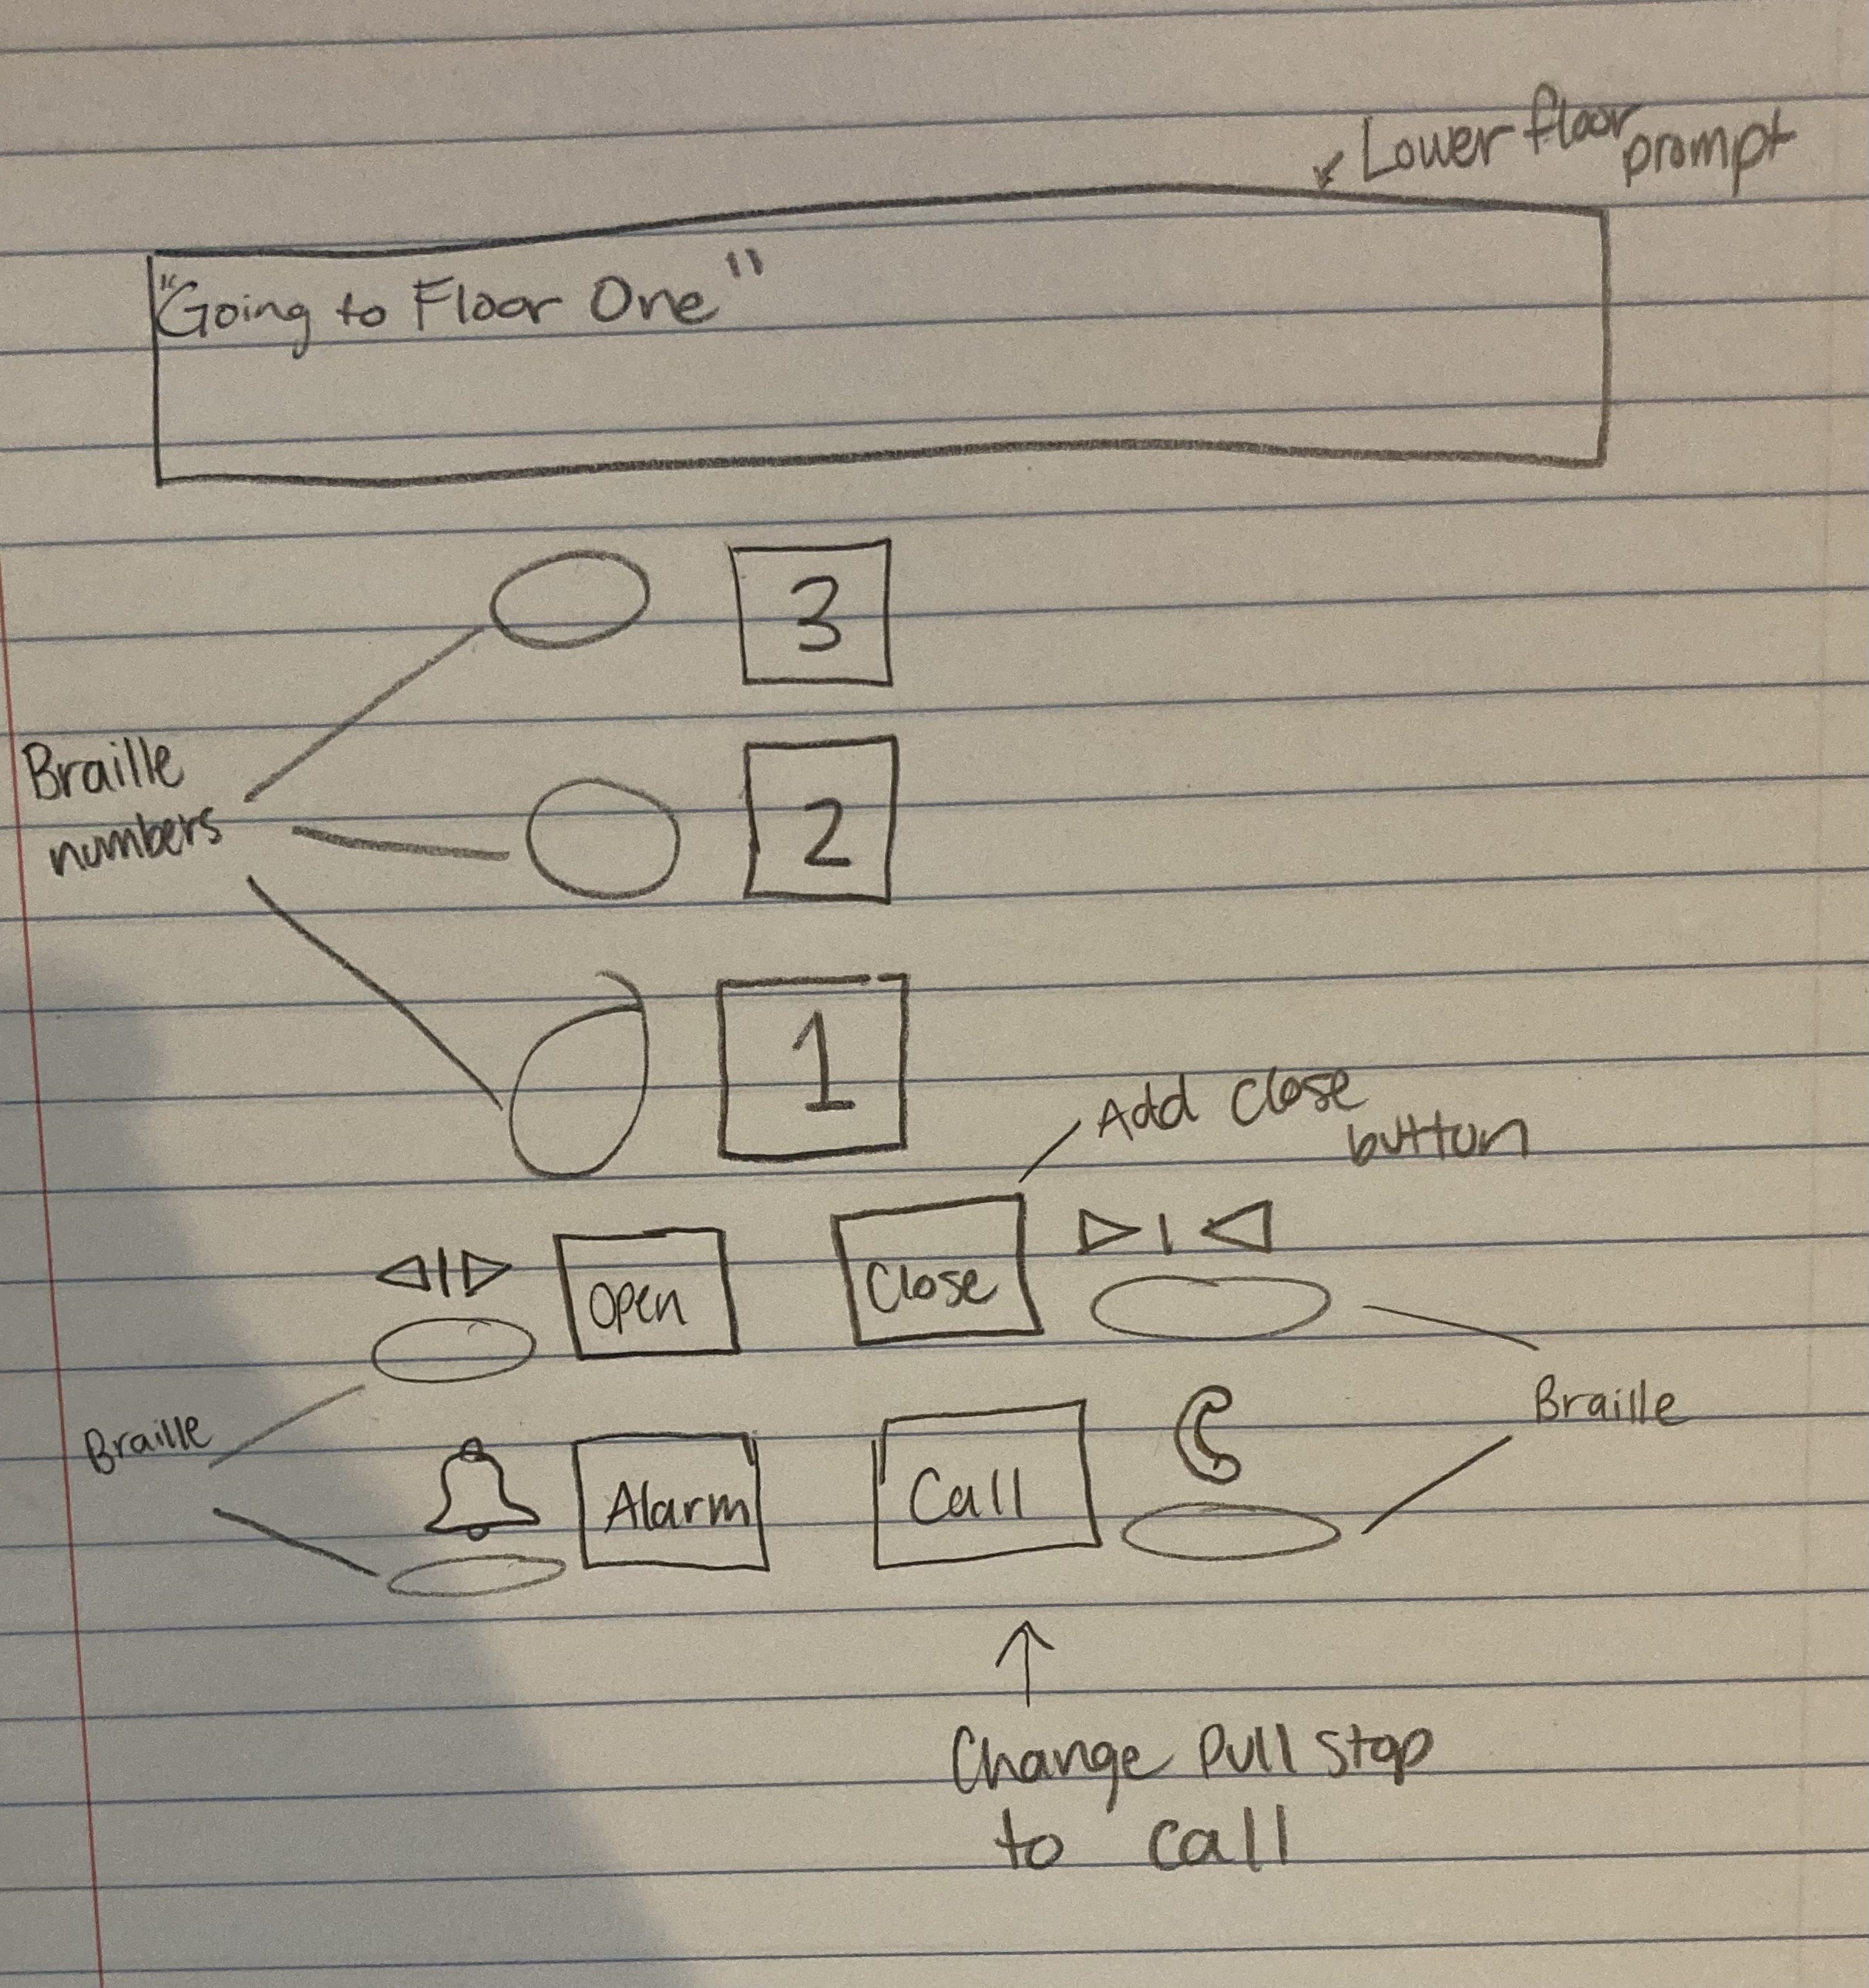 Lower floor
prompt
"Going to Floor One"
3
Braille
numbers
2
1
Add Close
button
Open
Close
Braille
Braille
Alarm
Call
Change Pull stop
to call